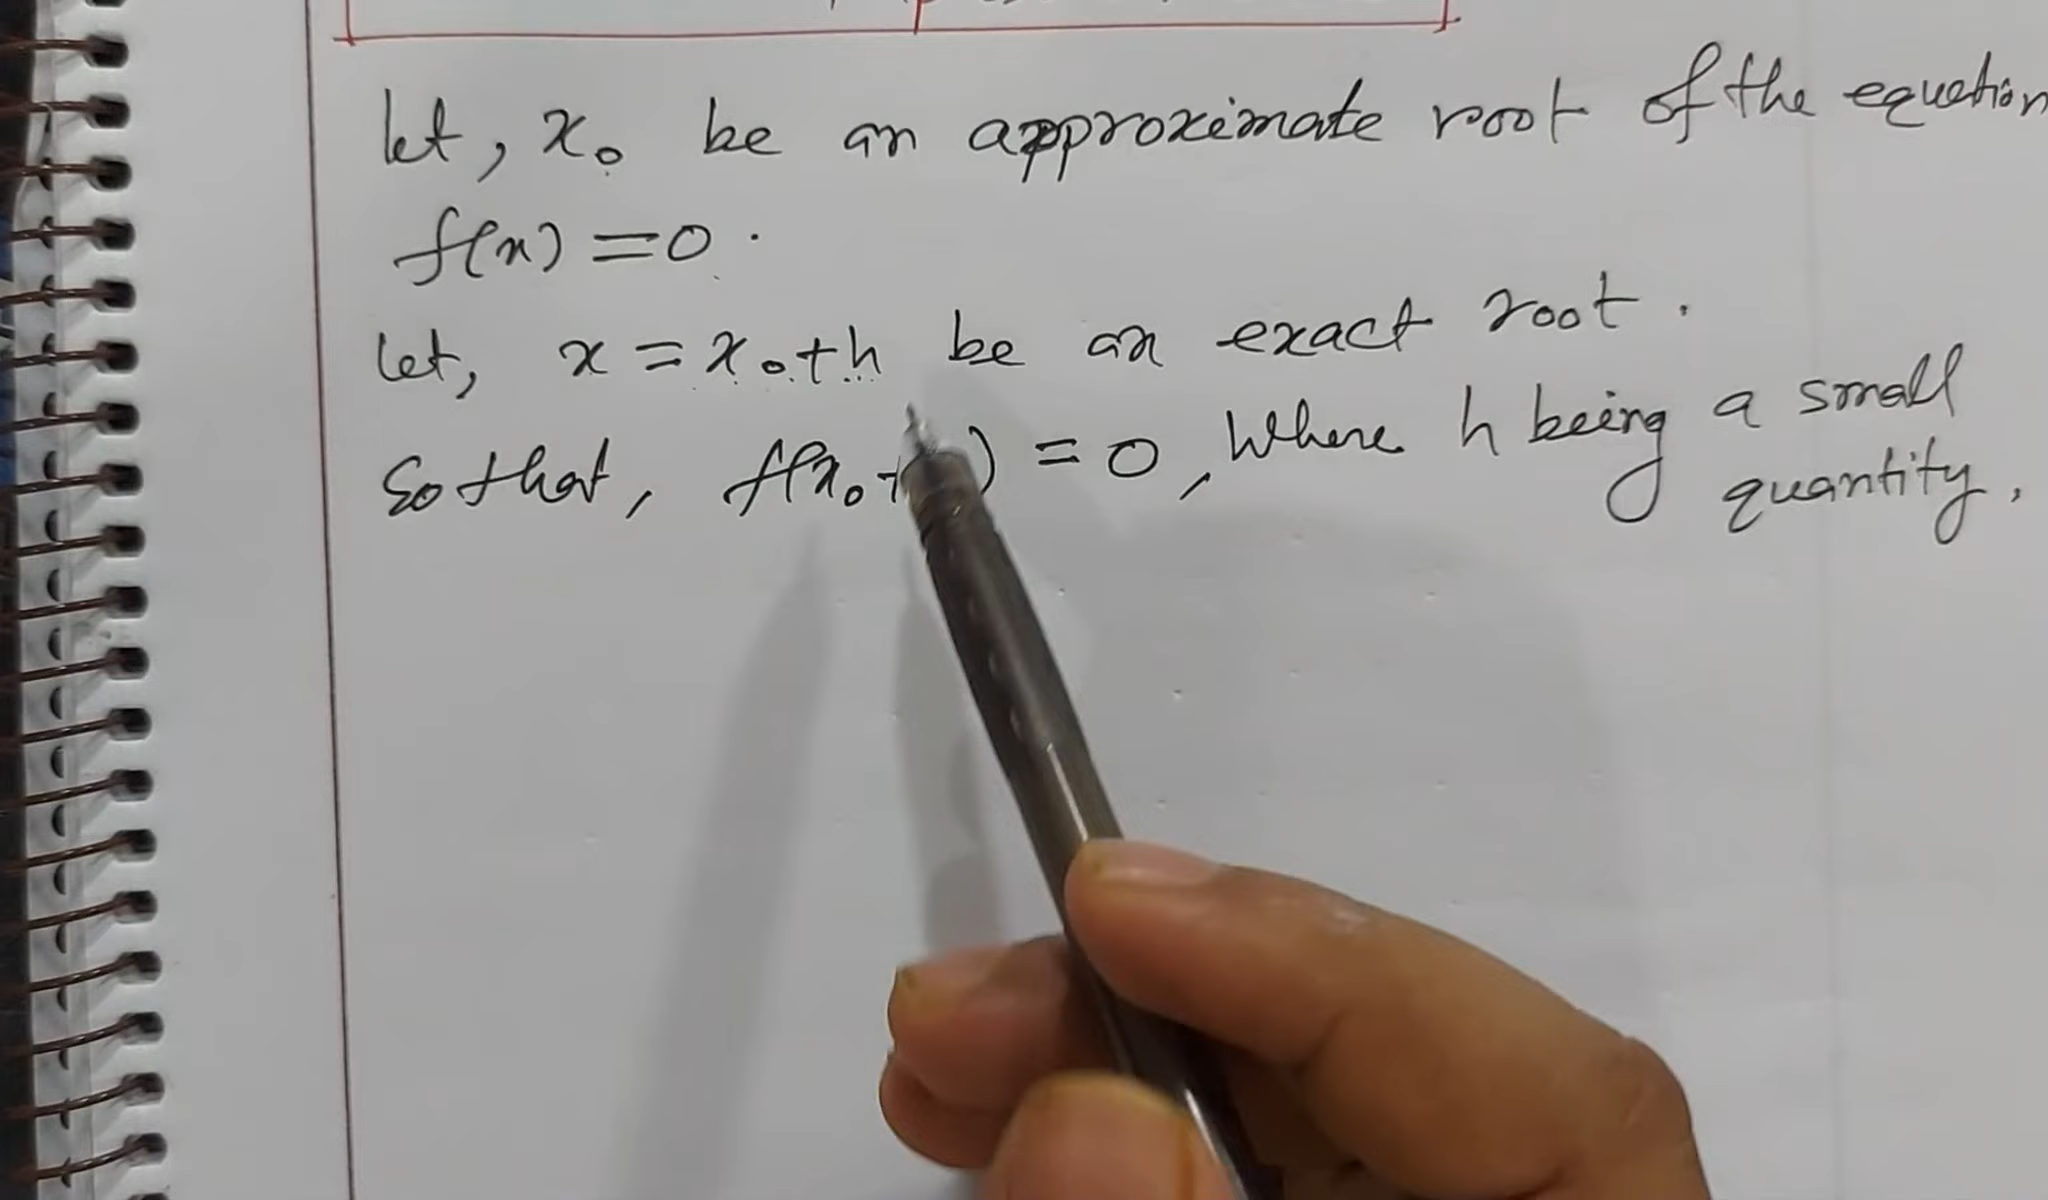 Let, x₀ be an approximate root of the equation
f(x) = 0.
Let, x = x₀+h be an exact root.
So that, f(x₀+ ) = 0, Where h being a small
quantity.